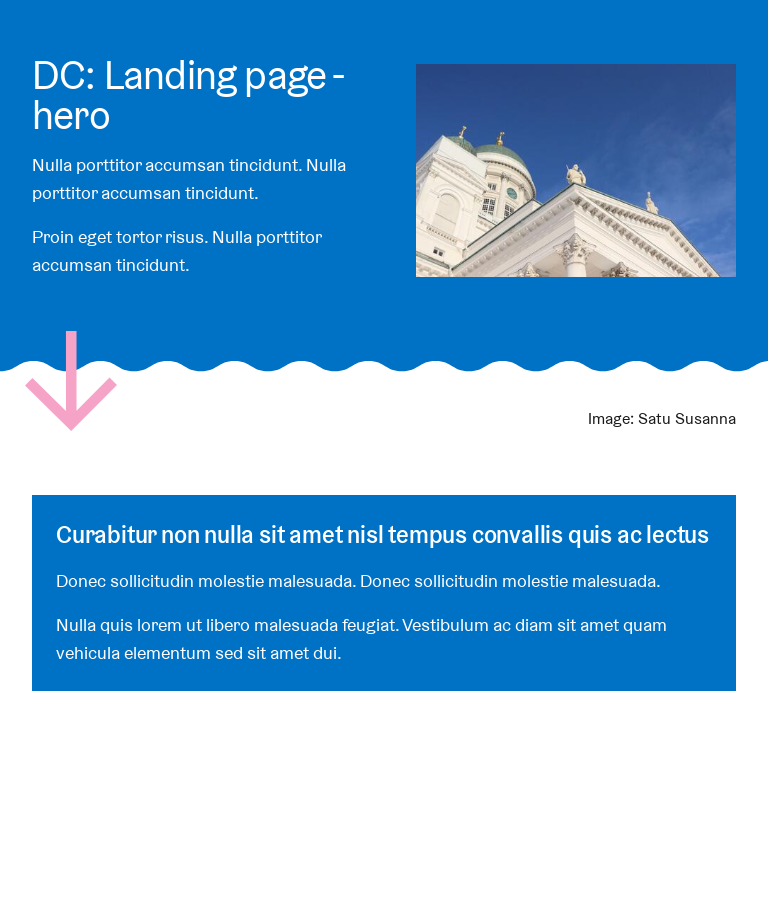 DC: Landing page -
hero
Nulla porttitor accumsan tincidunt. Nulla
porttitor accumsan tincidunt.
Proin eget tortor risus. Nulla porttitor
accumsan tincidunt.
Image: Satu Susanna
Curabitur non nulla sit amet nisl tempus convallis quis ac lectus
Donec sollicitudin molestie malesuada. Donec sollicitudin molestie malesuada.
Nulla quis lorem ut libero malesuada feugiat. Vestibulum ac diam sit amet quam
vehicula elementum sed sit amet dui.